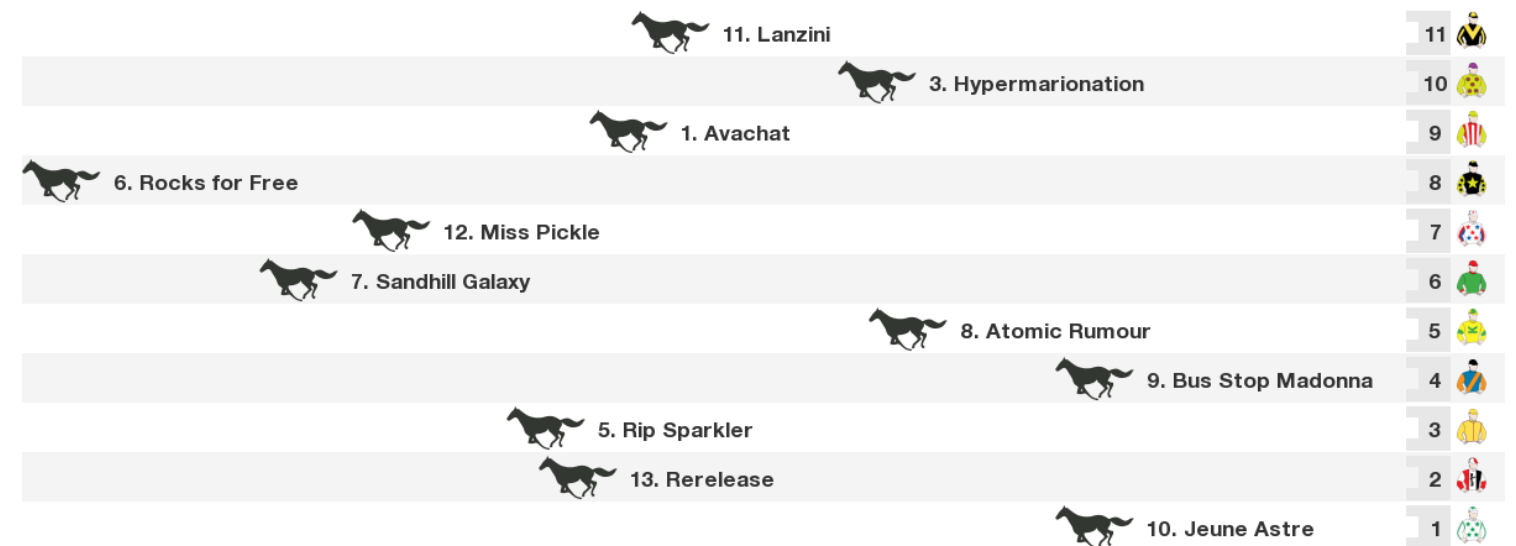 11. Lanzini 11
3. Hypermarionation 10
1. Avachat 9
6. Rocks for Free 8
12. Miss Pickle 7
7. Sandhill Galaxy 6
8. Atomic Rumour 5
9. Bus Stop Madonna 4
5. Rip Sparkler 3
13. Rerelease 2
10. Jeune Astre 1